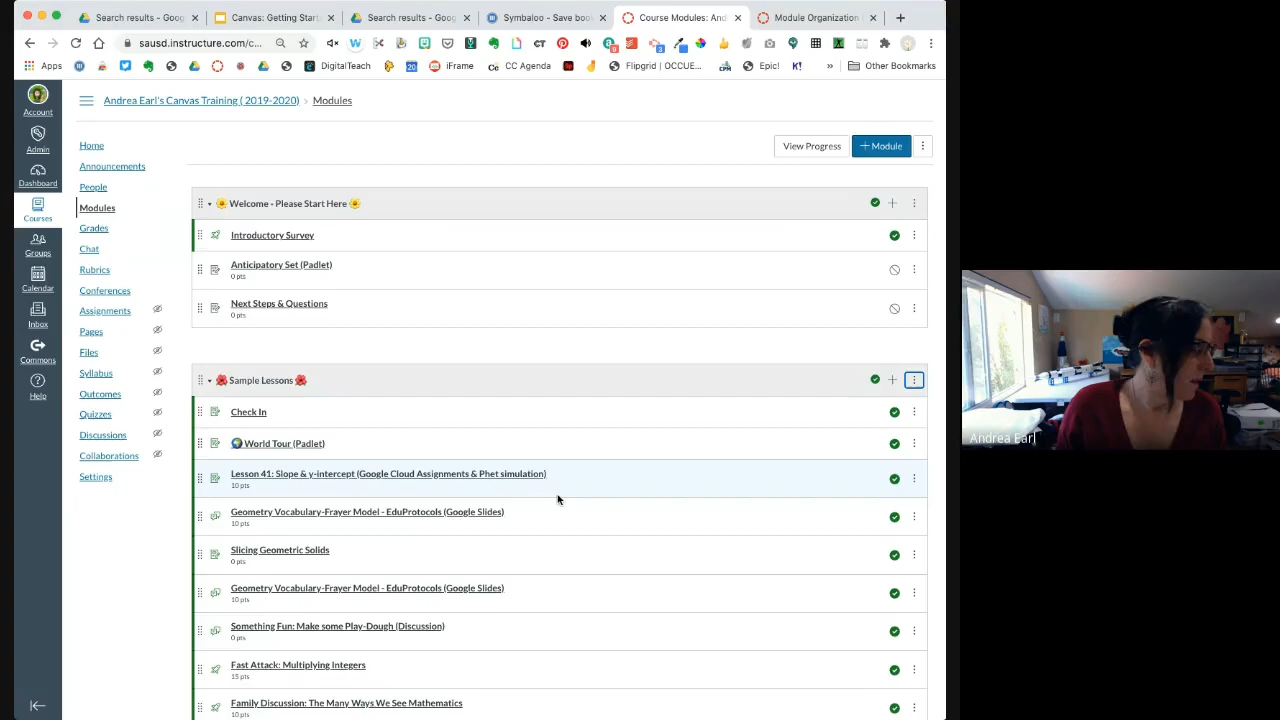 Search results - Goog
Canvas: Getting Start
Search results - Goog
Symbaloo - Save boo
Course Modules: And
Module Organization
sausd.instructure.com/c...
Apps
20
DigitalTeach
iFrame
Cc CC Agenda
Flipgrid | OCCUE...
Epic!
K!
»
Other Bookmarks
Account
Admin
Dashboard
Courses
Groups
Calendar
Inbox
Commons
Help
Andrea Earl's Canvas Training ( 2019-2020) › Modules
Home
Announcements
People
Modules
Grades
Chat
Rubrics
Conferences
Assignments
Pages
Files
Syllabus
Outcomes
Quizzes
Discussions
Collaborations
Settings
View Progress
+ Module
Welcome - Please Start Here
Introductory Survey
Anticipatory Set (Padlet)
0 pts
Next Steps & Questions
0 pts
Sample Lessons
Check In
World Tour (Padlet)
Lesson 41: Slope & y-intercept (Google Cloud Assignments & Phet simulation)
10 pts
Geometry Vocabulary-Frayer Model - EduProtocols (Google Slides)
10 pts
Slicing Geometric Solids
0 pts
Geometry Vocabulary-Frayer Model - EduProtocols (Google Slides)
10 pts
Something Fun: Make some Play-Dough (Discussion)
0 pts
Fast Attack: Multiplying Integers
15 pts
Family Discussion: The Many Ways We See Mathematics
10 pts
Andrea Earl